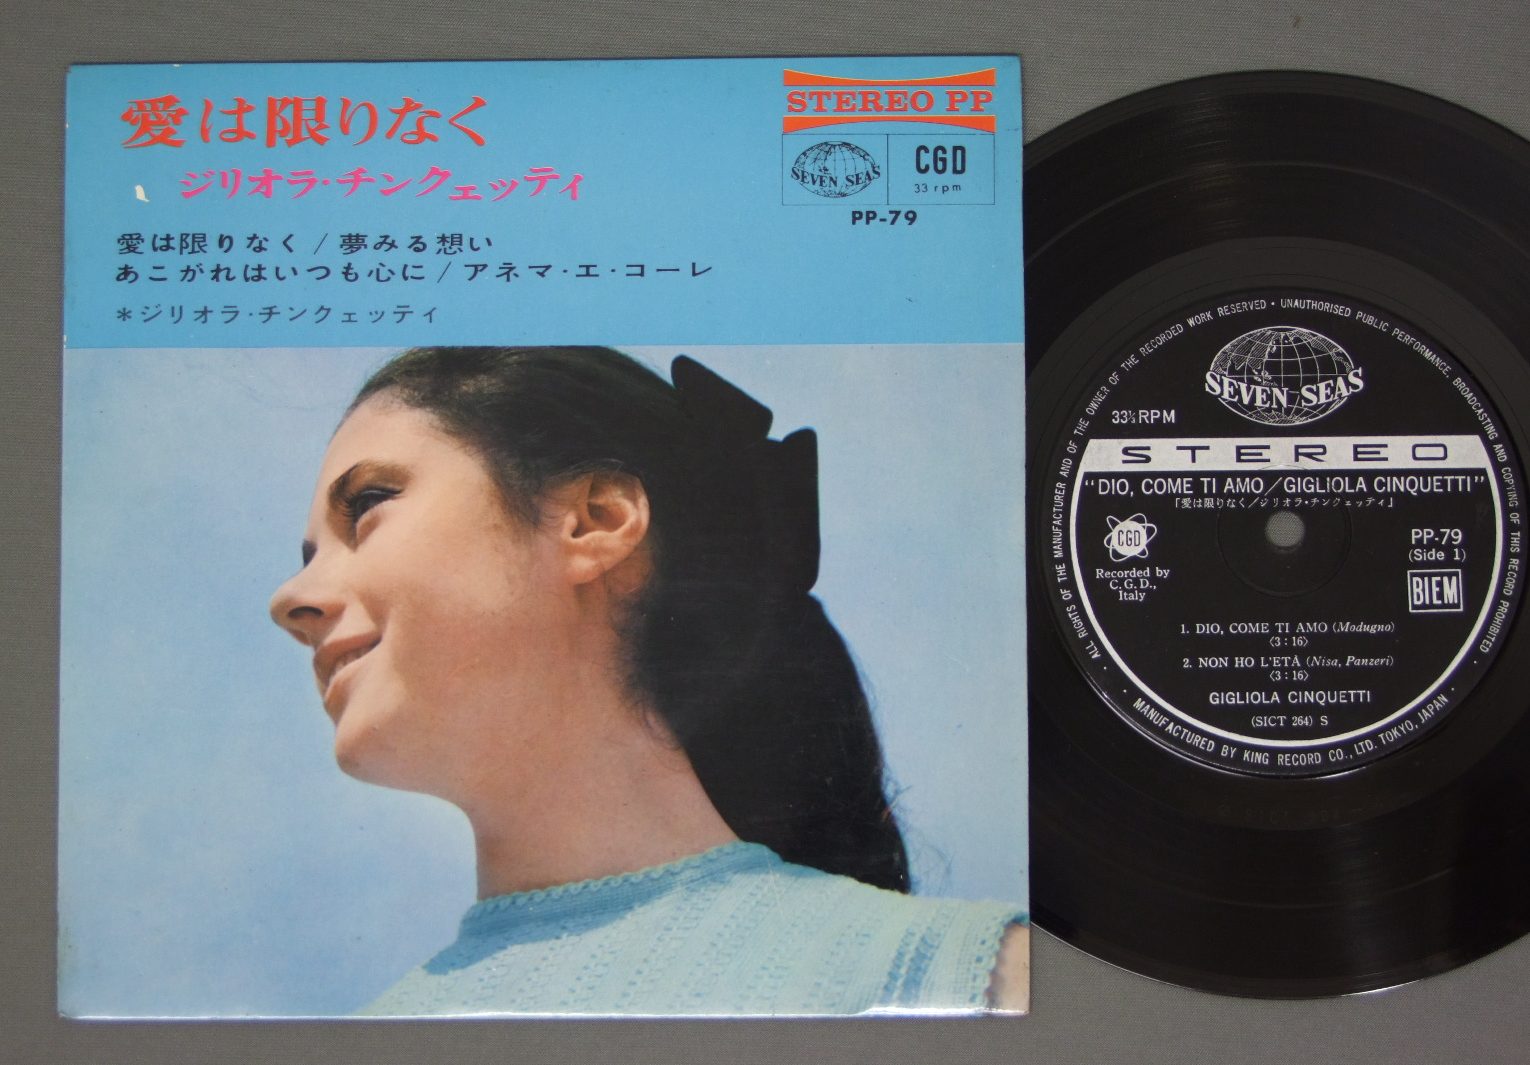 愛は限りなく
ジリオラ・チンクェッティ
愛は限りなく / 夢みる想い
あこがれはいつも心に / アネマ・エ・コーレ
*ジリオラ・チンクェッティ
STEREO PP
SEVEN SEAS
CGD
33 rpm
PP-79
ALL RIGHTS OF THE MANUFACTURER AND OF THE OWNER OF THE RECORDED WORK RESERVED • UNAUTHORISED PUBLIC PERFORMANCE, BROADCASTING AND COPYING OF THIS RECORD PROHIBITED •
SEVEN SEAS
33⅓ RPM
STEREO
"DIO, COME TI AMO/GIGLIOLA CINQUETTI"
「愛は限りなく/ジリオラ・チンクェッティ」
CGD
Recorded by
C. G. D.,
Italy
PP-79
(Side 1)
BIEM
1. DIO, COME TI AMO (Modugno)
〈3 : 16〉
2. NON HO L'ETÀ (Nisa, Panzeri)
〈3 : 16〉
GIGLIOLA CINQUETTI
(SICT 264) S
• MANUFACTURED BY KING RECORD CO., LTD. TOKYO, JAPAN •